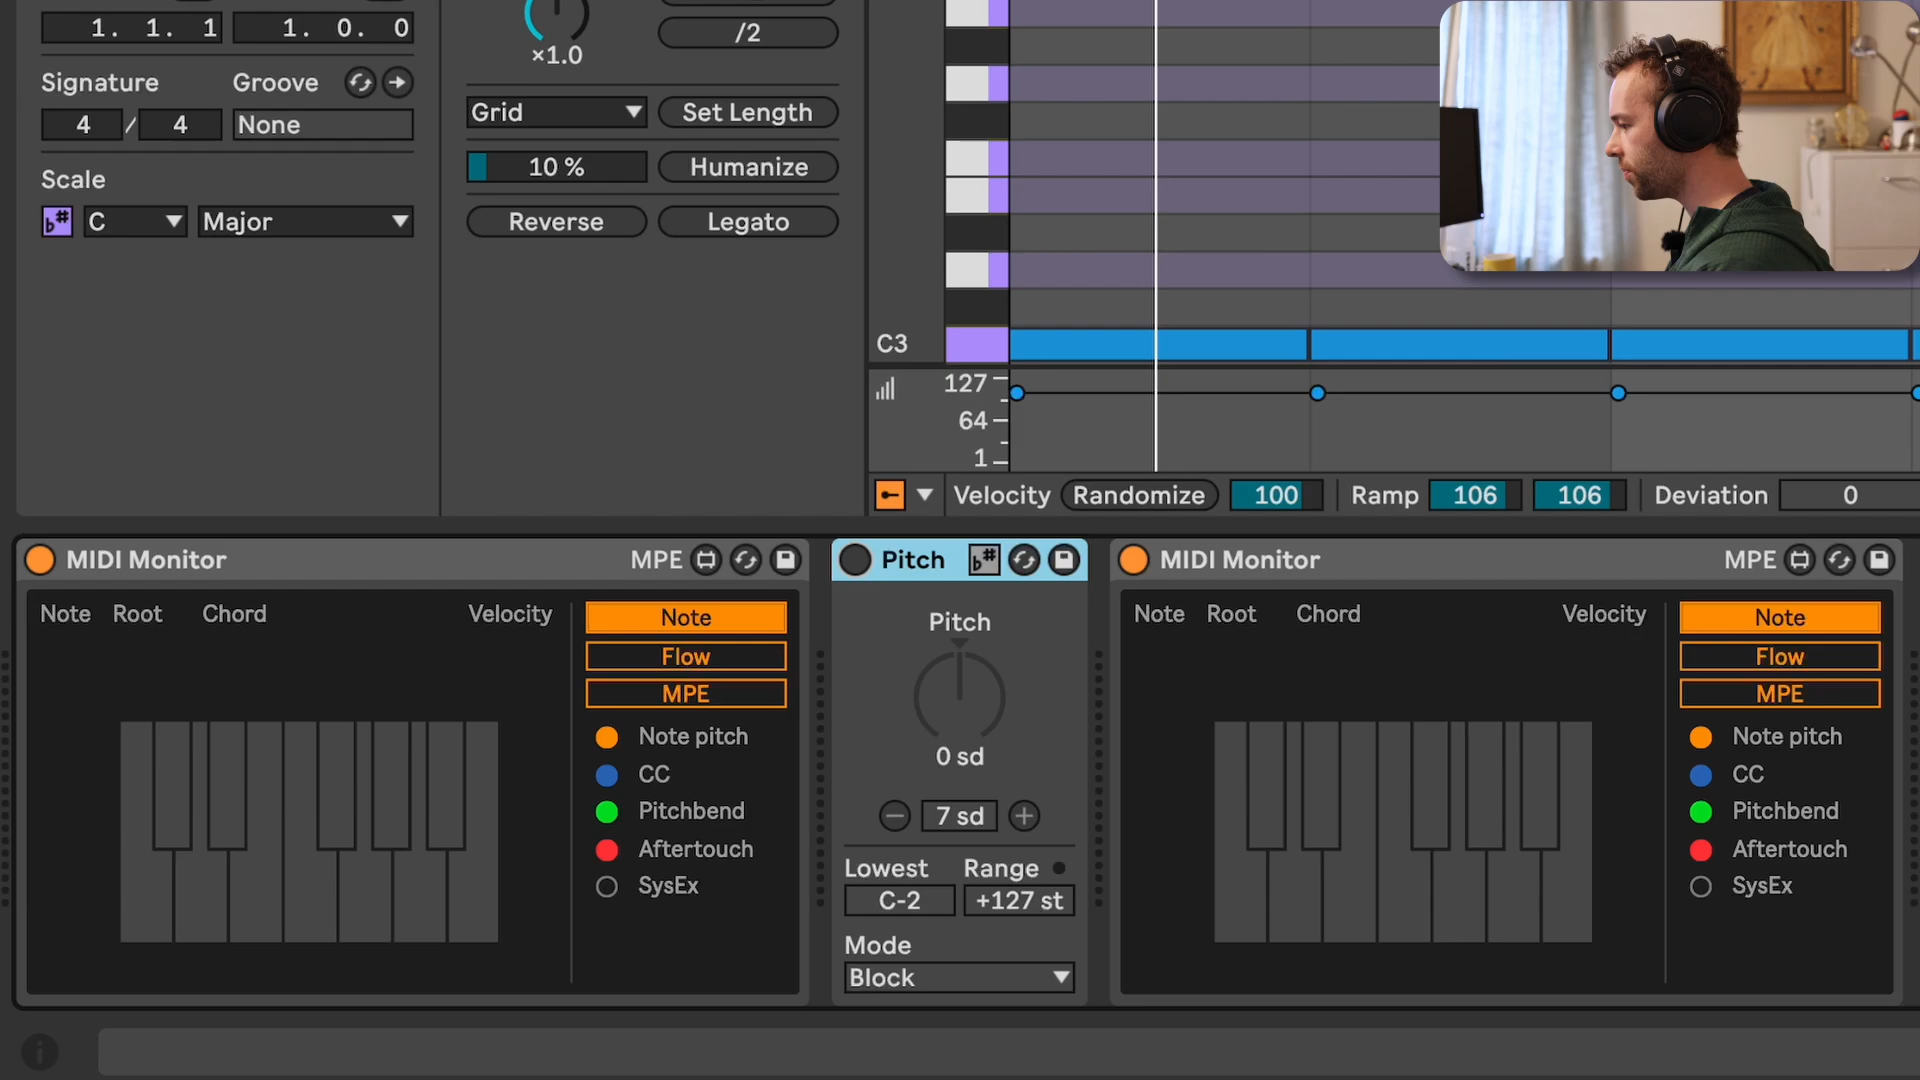 1. 1. 1
1. 0. 0
Signature
Groove
4 / 4
None
Scale
C
Major
×1.0
/2
Grid
Set Length
10 %
Humanize
Reverse
Legato
C3
127
64
1
Velocity
Randomize
100
Ramp
106
106
Deviation
0
MIDI Monitor
MPE
Note Root Chord Velocity
Note
Flow
MPE
Note pitch
CC
Pitchbend
Aftertouch
SysEx
Pitch
Pitch
0 sd
7 sd
Lowest
Range
C-2
+127 st
Mode
Block
MIDI Monitor
MPE
Note Root Chord Velocity
Note
Flow
MPE
Note pitch
CC
Pitchbend
Aftertouch
SysEx